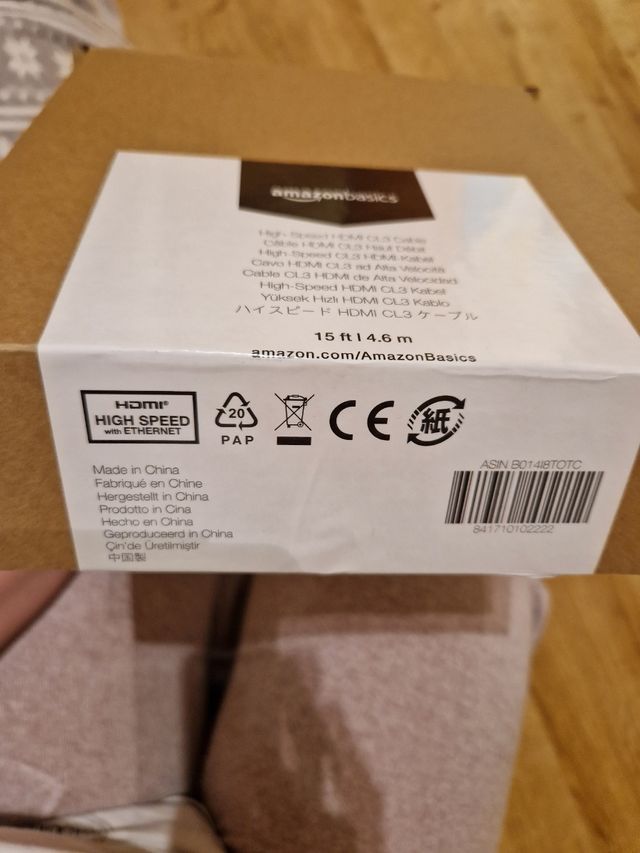 amazonbasics
High-Speed HDMI CL3 Cable
Câble HDMI CL3 Haut Débit
High-Speed CL3 HDMI-Kabel
Cavo HDMI CL3 ad Alta Velocità
Cable CL3 HDMI de Alta Velocidad
High-Speed HDMI CL3 Kabel
Yüksek Hızlı HDMI CL3 Kablo
ハイスピード HDMI CL3 ケーブル
15 ft I 4.6 m
amazon.com/AmazonBasics
HDMI®
HIGH SPEED
with ETHERNET
20
PAP
CE
紙
Made in China
Fabriqué en Chine
Hergestellt in China
Prodotto in Cina
Hecho en China
Geproduceerd in China
Çin'de Üretilmiştir
中国製
ASIN B014I8TOTC
841710102222